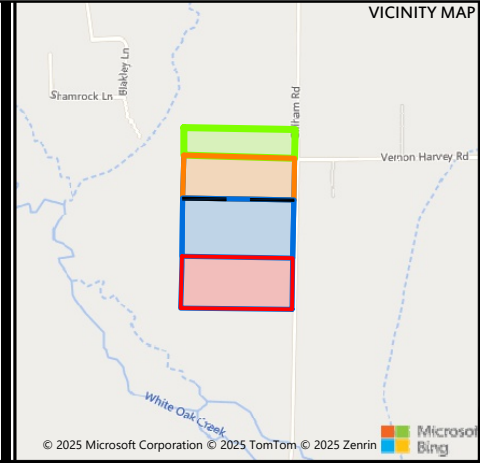 VICINITY MAP
Blakley Ln
Shamrock Ln
Vernon Harvey Rd
White Oak Creek
© 2025 Microsoft Corporation © 2025 TomTom © 2025 Zenrin
Microsof
Bing